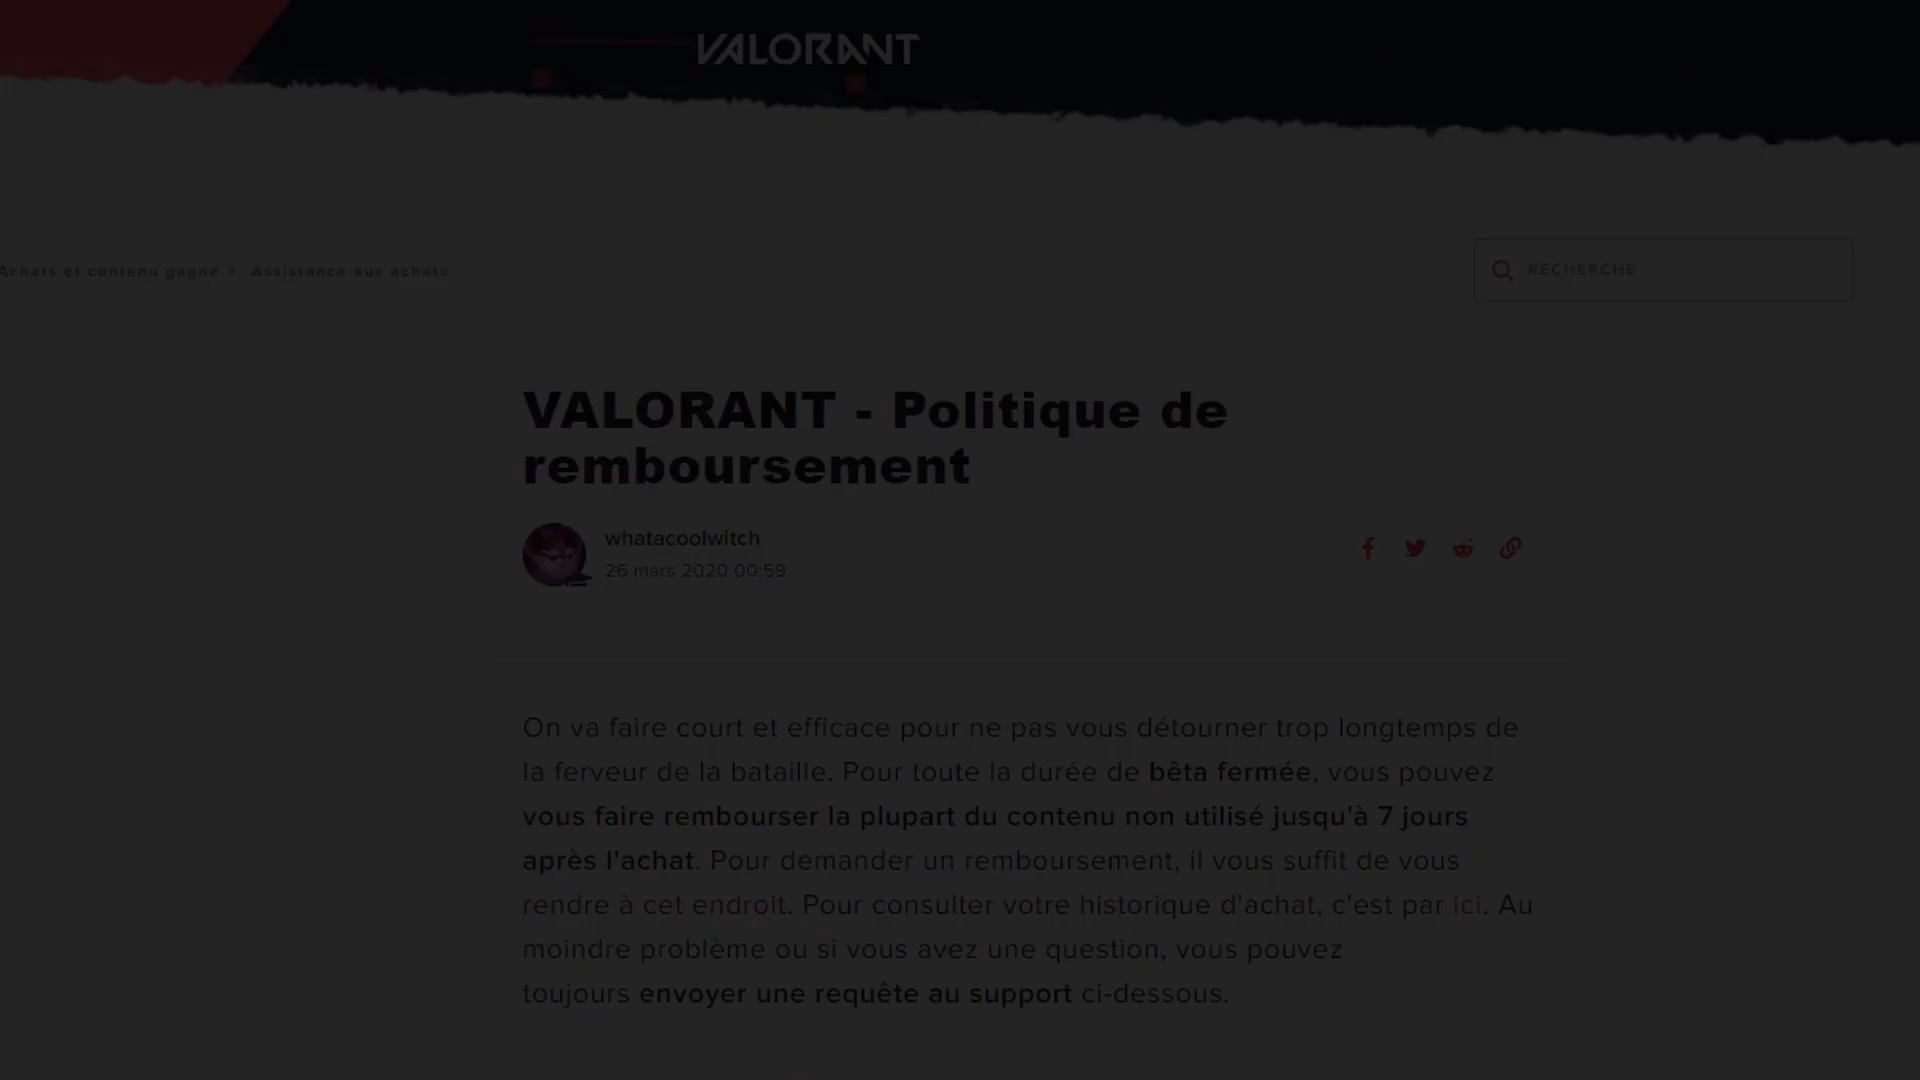 VALORANT
Achats et contenu gagné > Assistance aux achats
RECHERCHE
VALORANT - Politique de
remboursement
whatacoolwitch
26 mars 2020 00:59
On va faire court et efficace pour ne pas vous détourner trop longtemps de
la ferveur de la bataille. Pour toute la durée de bêta fermée, vous pouvez
vous faire rembourser la plupart du contenu non utilisé jusqu'à 7 jours
après l'achat. Pour demander un remboursement, il vous suffit de vous
rendre à cet endroit. Pour consulter votre historique d'achat, c'est par ici. Au
moindre problème ou si vous avez une question, vous pouvez
toujours envoyer une requête au support ci-dessous.